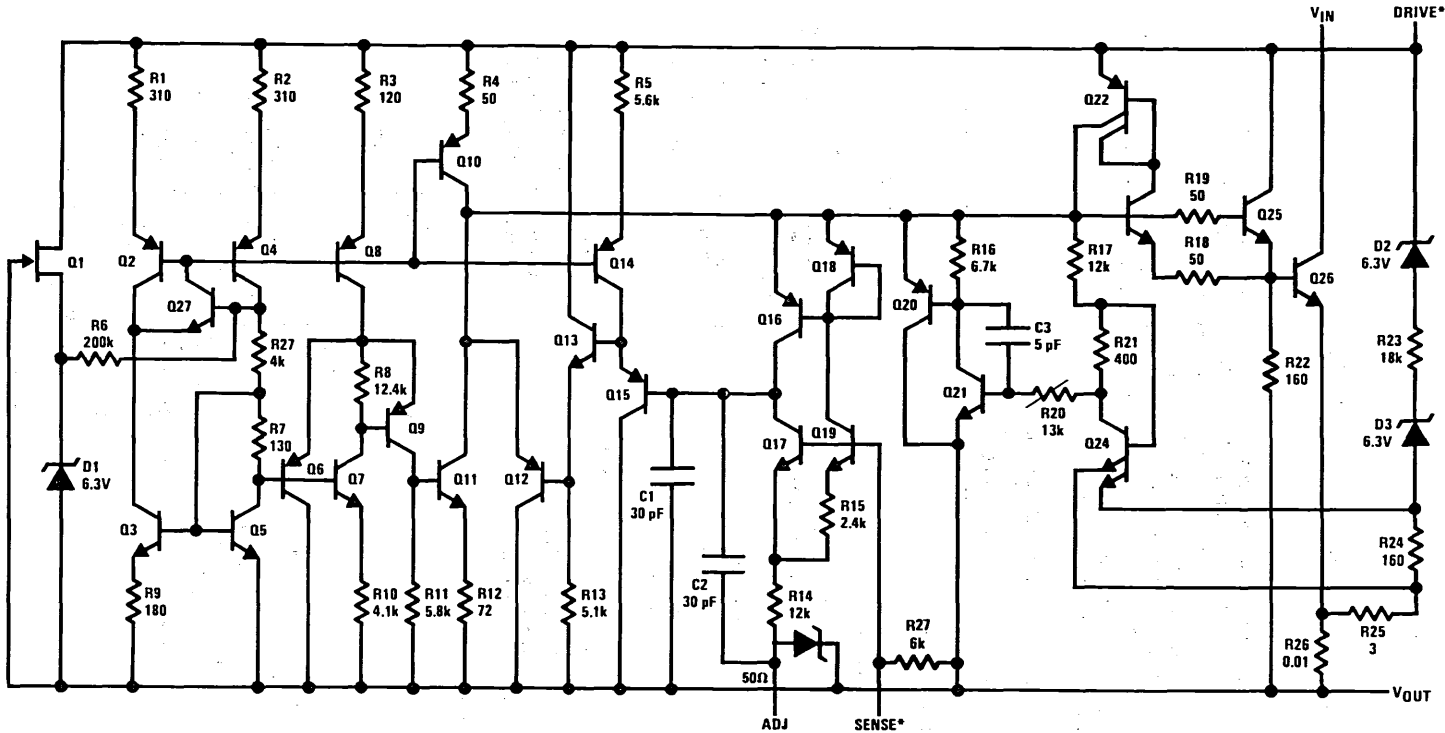 VIN
DRIVE*
R1
310
R2
310
R3
120
R4
50
R5
5.6k
Q22
Q10
R19
50
Q25
R18
50
Q1
Q2
Q4
Q8
Q14
Q18
R16
6.7k
R17
12k
D2
6.3V
Q26
Q27
Q16
Q20
R6
200k
R27
4k
Q13
C3
5 pF
R21
400
R22
160
R23
18k
R8
12.4k
Q15
Q21
R20
13k
R7
130
Q9
Q17
Q19
Q24
D3
6.3V
D1
6.3V
Q6
Q7
Q11
Q12
C1
30 pF
R15
2.4k
Q3
Q5
R24
160
C2
30 pF
R9
180
R10
4.1k
R11
5.8k
R12
72
R13
5.1k
R14
12k
R27
6k
R26
0.01
R25
3
50Ω
VOUT
ADJ
SENSE*